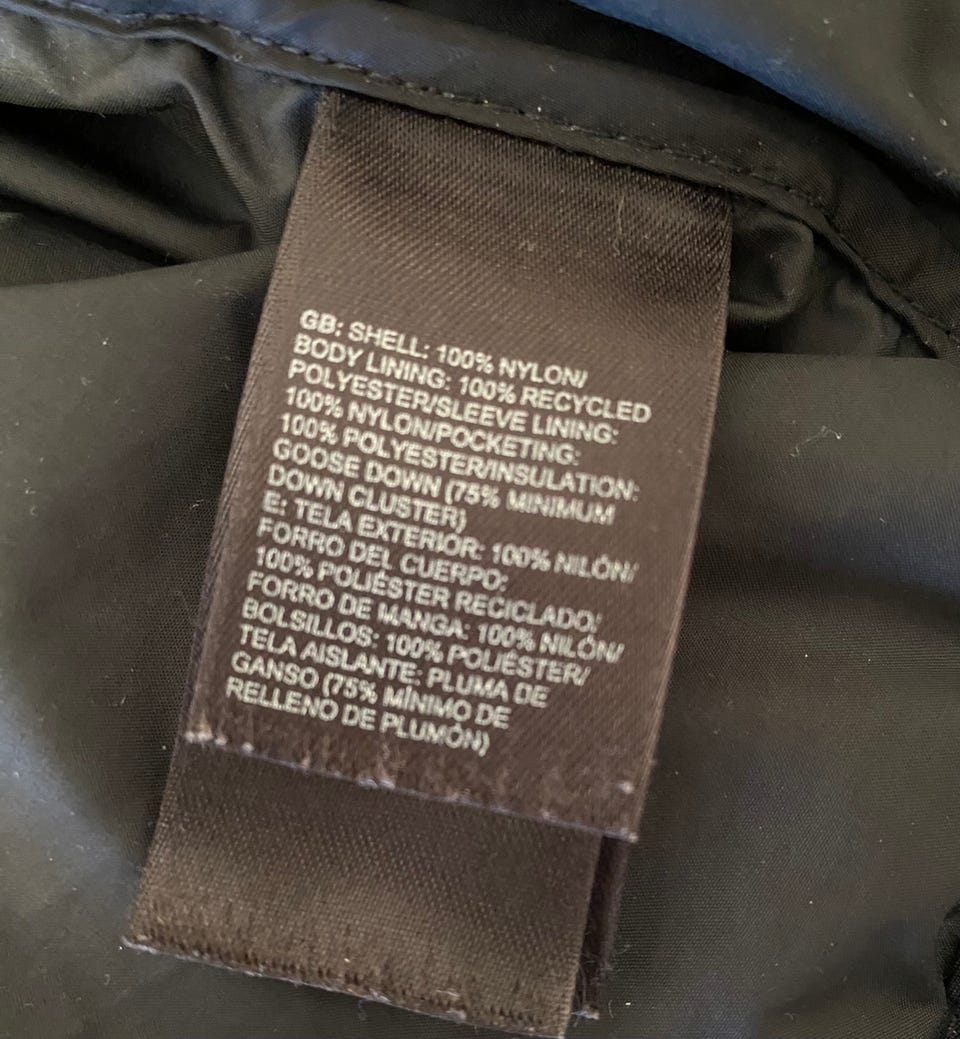 GB: SHELL: 100% NYLON/
BODY LINING: 100% RECYCLED
POLYESTER/SLEEVE LINING:
100% NYLON/POCKETING:
100% POLYESTER/INSULATION:
GOOSE DOWN (75% MINIMUM
DOWN CLUSTER)
E: TELA EXTERIOR: 100% NILÓN/
FORRO DEL CUERPO:
100% POLIÉSTER RECICLADO/
FORRO DE MANGA: 100% NILÓN/
BOLSILLOS: 100% POLIÉSTER/
TELA AISLANTE: PLUMA DE
GANSO (75% MÍNIMO DE
RELLENO DE PLUMÓN)